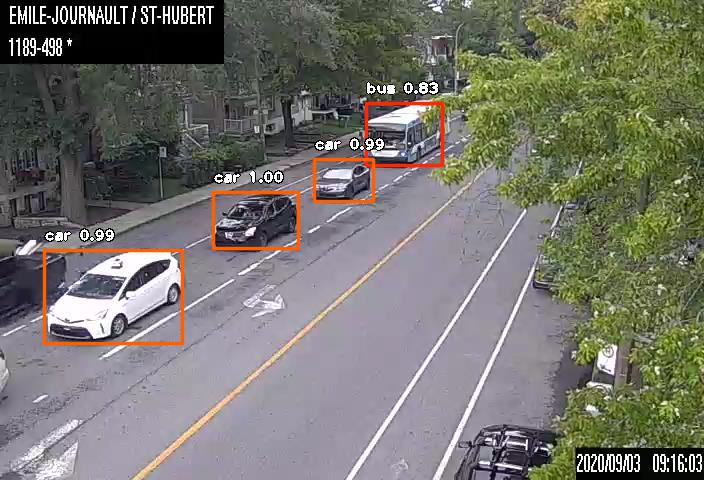 EMILE-JOURNAULT / ST-HUBERT
1189-498 *
bus 0.83
car 0.99
car 1.00
car 0.99
2020/09/03 09:16:03